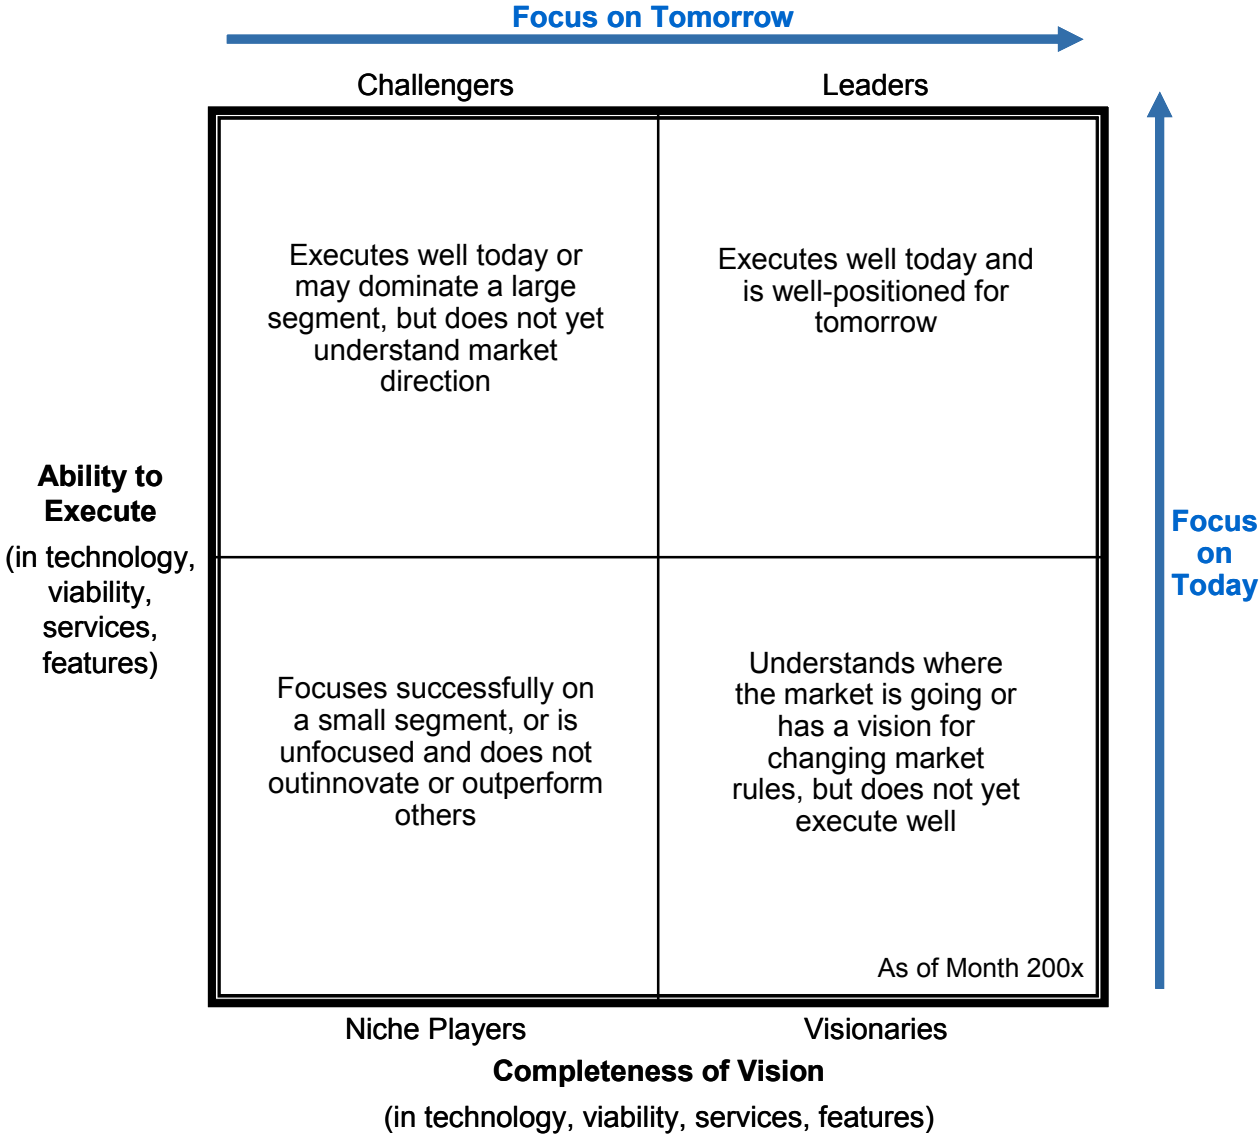 Focus on Tomorrow
Challengers
Leaders
Executes well today or
may dominate a large
segment, but does not yet
understand market
direction
Executes well today and
is well-positioned for
tomorrow
Ability to
Execute
(in technology,
viability,
services,
features)
Focus
on
Today
Focuses successfully on
a small segment, or is
unfocused and does not
outinnovate or outperform
others
Understands where
the market is going or
has a vision for
changing market
rules, but does not yet
execute well
As of Month 200x
Niche Players
Visionaries
Completeness of Vision
(in technology, viability, services, features)